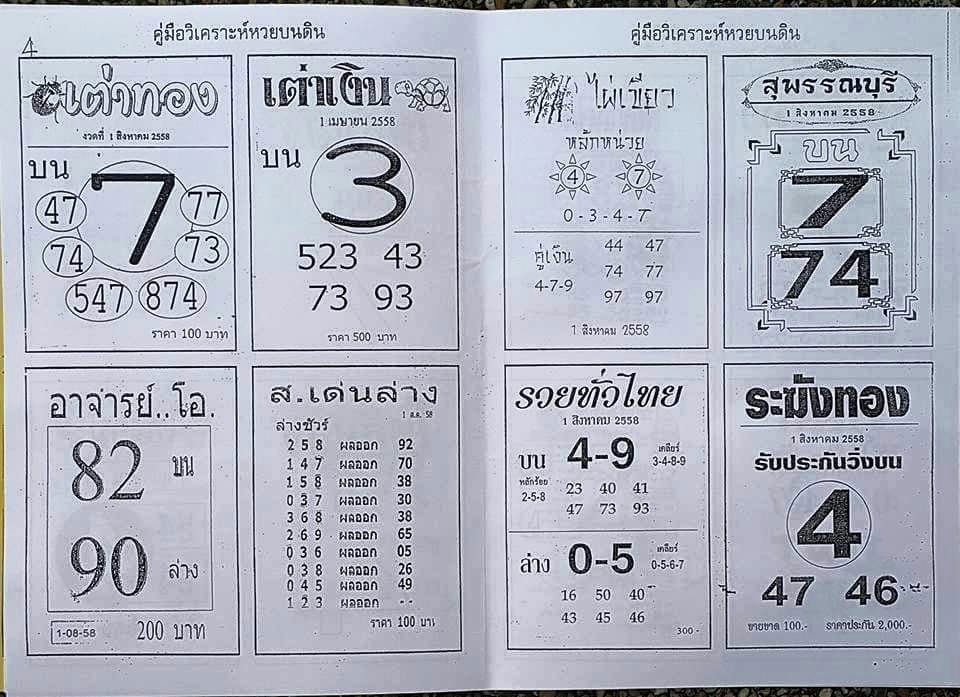 4
คู่มือวิเคราะห์หวยบนดิน
เต่าทอง
งวดที่ 1 สิงหาคม 2558
บน
7
47
77
74
73
547
874
ราคา 100 บาท
เต่าเงิน
1 เมษายน 2558
บน
3
523 43
73 93
ราคา 500 บาท
อาจารย์..โอ.
82 บน
90 ล่าง
1-08-58
200 บาท
ส.เด่นล่าง
1 ส.ค. 58
ล่างชัวร์
2 5 8 ผลออก 92
1 4 7 ผลออก 70
1 5 8 ผลออก 38
0 3 7 ผลออก 30
3 6 8 ผลออก 38
2 6 9 ผลออก 65
0 3 6 ผลออก 05
0 3 8 ผลออก 26
0 4 5 ผลออก 49
1 2 3 ผลออก --
ราคา 100 บา
คู่มือวิเคราะห์หวยบนดิน
ไผ่เขียว
หลักหน่วย
4 7
0-3-4-7
คู่เงิน
4-7-9
44 47
74 77
97 97
1 สิงหาคม 2558
สุพรรณบุรี
1 สิงหาคม 2558
บน
7
74
รวยทั่วไทย
1 สิงหาคม 2558
บน 4-9
เคลียร์
3-4-8-9
หลักร้อย
2-5-8
23 40 41
47 73 93
ล่าง 0-5
เคลียร์
0-5-6-7
16 50 40
43 45 46
300 -
ระฆังทอง
1 สิงหาคม 2558
รับประกันวิ่งบน
4
47 46
ขายขาด 100.- ราคาประกัน 2,000.-